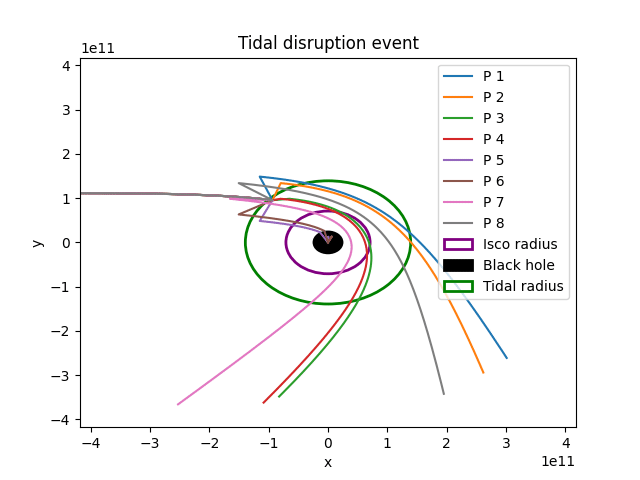 Tidal disruption event
1e11
4
3
2
1
0
−1
−2
−3
−4
y
−4 −3 −2 −1 0 1 2 3 4
x
1e11
P 1
P 2
P 3
P 4
P 5
P 6
P 7
P 8
Isco radius
Black hole
Tidal radius